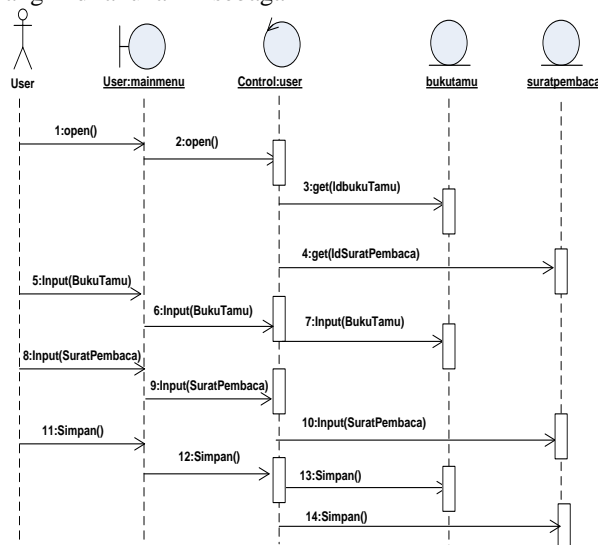 User
User:mainmenu
Control:user
bukutamu
suratpembaca
1:open()
2:open()
3:get(IdbukuTamu)
4:get(IdSuratPembaca)
5:Input(BukuTamu)
6:Input(BukuTamu)
7:Input(BukuTamu)
8:Input(SuratPembaca)
9:Input(SuratPembaca)
10:Input(SuratPembaca)
11:Simpan()
12:Simpan()
13:Simpan()
14:Simpan()